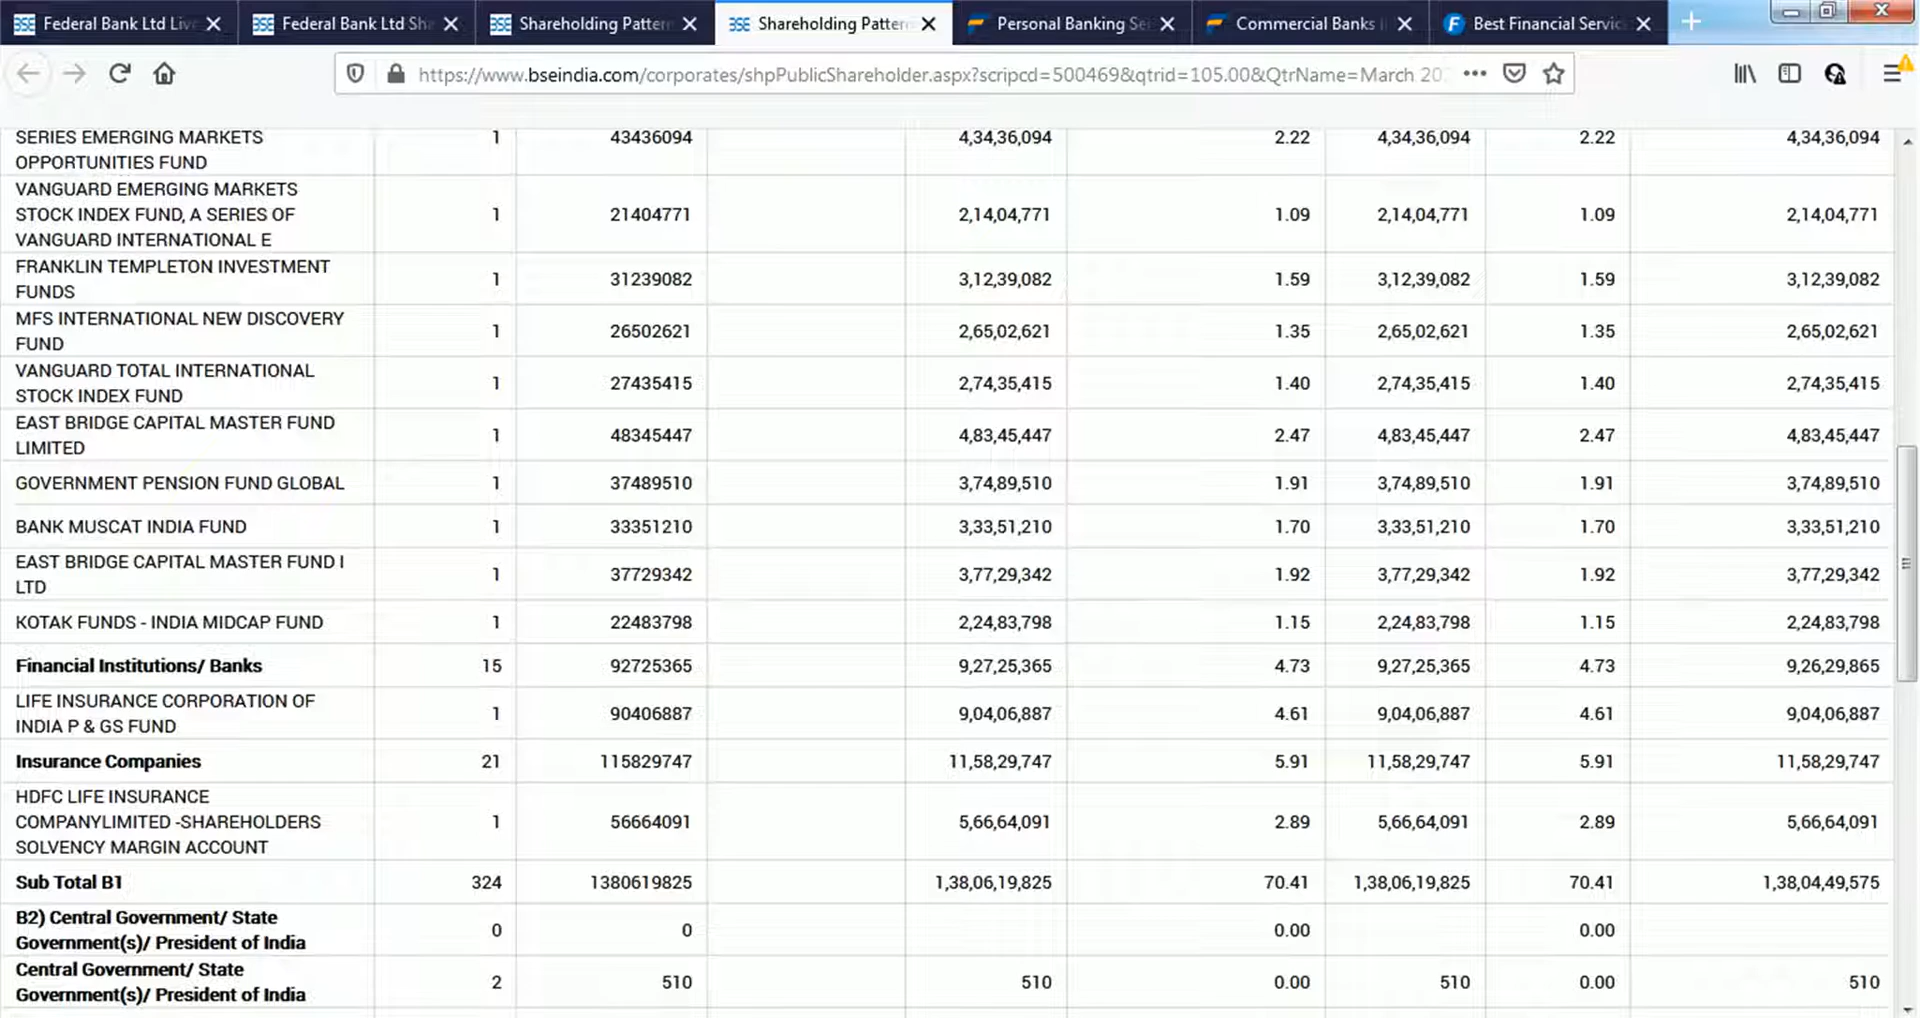 Federal Bank Ltd Liv
Federal Bank Ltd Sha
Shareholding Pattern
Shareholding Pattern
Personal Banking Se
Commercial Banks i
Best Financial Servic
https://www.bseindia.com/corporates/shpPublicShareholder.aspx?scripcd=500469&qtrid=105.00&QtrName=March 20
SERIES EMERGING MARKETS
OPPORTUNITIES FUND
1 43436094 4,34,36,094 2.22 4,34,36,094 2.22 4,34,36,094
VANGUARD EMERGING MARKETS
STOCK INDEX FUND, A SERIES OF
VANGUARD INTERNATIONAL E
1 21404771 2,14,04,771 1.09 2,14,04,771 1.09 2,14,04,771
FRANKLIN TEMPLETON INVESTMENT
FUNDS
1 31239082 3,12,39,082 1.59 3,12,39,082 1.59 3,12,39,082
MFS INTERNATIONAL NEW DISCOVERY
FUND
1 26502621 2,65,02,621 1.35 2,65,02,621 1.35 2,65,02,621
VANGUARD TOTAL INTERNATIONAL
STOCK INDEX FUND
1 27435415 2,74,35,415 1.40 2,74,35,415 1.40 2,74,35,415
EAST BRIDGE CAPITAL MASTER FUND
LIMITED
1 48345447 4,83,45,447 2.47 4,83,45,447 2.47 4,83,45,447
GOVERNMENT PENSION FUND GLOBAL 1 37489510 3,74,89,510 1.91 3,74,89,510 1.91 3,74,89,510
BANK MUSCAT INDIA FUND 1 33351210 3,33,51,210 1.70 3,33,51,210 1.70 3,33,51,210
EAST BRIDGE CAPITAL MASTER FUND I
LTD
1 37729342 3,77,29,342 1.92 3,77,29,342 1.92 3,77,29,342
KOTAK FUNDS - INDIA MIDCAP FUND 1 22483798 2,24,83,798 1.15 2,24,83,798 1.15 2,24,83,798
Financial Institutions/ Banks 15 92725365 9,27,25,365 4.73 9,27,25,365 4.73 9,26,29,865
LIFE INSURANCE CORPORATION OF
INDIA P & GS FUND
1 90406887 9,04,06,887 4.61 9,04,06,887 4.61 9,04,06,887
Insurance Companies 21 115829747 11,58,29,747 5.91 11,58,29,747 5.91 11,58,29,747
HDFC LIFE INSURANCE
COMPANYLIMITED -SHAREHOLDERS
SOLVENCY MARGIN ACCOUNT
1 56664091 5,66,64,091 2.89 5,66,64,091 2.89 5,66,64,091
Sub Total B1 324 1380619825 1,38,06,19,825 70.41 1,38,06,19,825 70.41 1,38,04,49,575
B2) Central Government/ State
Government(s)/ President of India
0 0 0.00 0.00
Central Government/ State
Government(s)/ President of India
2 510 510 0.00 510 0.00 510